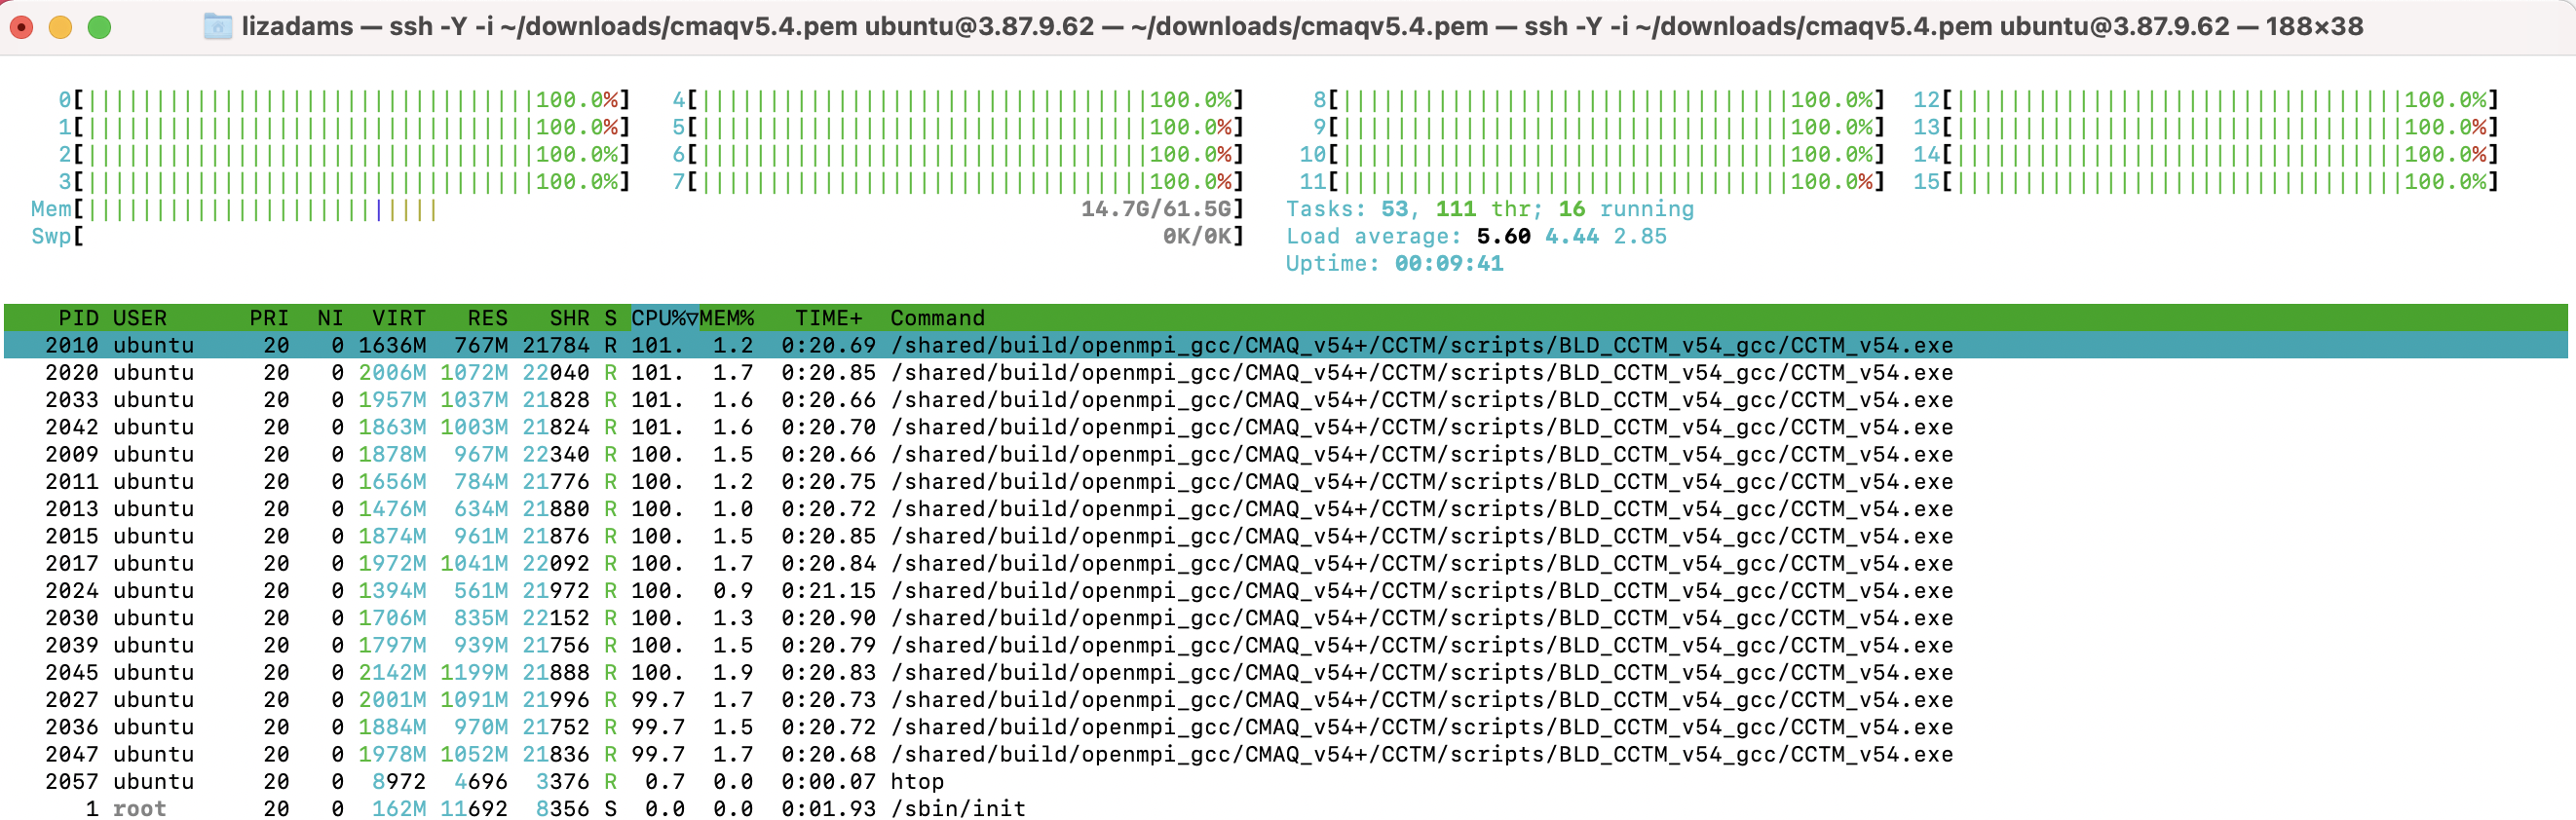 lizadams — ssh -Y -i ~/downloads/cmaqv5.4.pem ubuntu@3.87.9.62 — ~/downloads/cmaqv5.4.pem — ssh -Y -i ~/downloads/cmaqv5.4.pem ubuntu@3.87.9.62 — 188×38
0[||||||||||||||||||||||||||||||||100.0%] 4[||||||||||||||||||||||||||||||||100.0%] 8[||||||||||||||||||||||||||||||||100.0%] 12[||||||||||||||||||||||||||||||||100.0%]
1[||||||||||||||||||||||||||||||||100.0%] 5[||||||||||||||||||||||||||||||||100.0%] 9[||||||||||||||||||||||||||||||||100.0%] 13[||||||||||||||||||||||||||||||||100.0%]
2[||||||||||||||||||||||||||||||||100.0%] 6[||||||||||||||||||||||||||||||||100.0%] 10[||||||||||||||||||||||||||||||||100.0%] 14[||||||||||||||||||||||||||||||||100.0%]
3[||||||||||||||||||||||||||||||||100.0%] 7[||||||||||||||||||||||||||||||||100.0%] 11[||||||||||||||||||||||||||||||||100.0%] 15[||||||||||||||||||||||||||||||||100.0%]
Mem[|||||||||||||||||||||||||| 14.7G/61.5G] Tasks: 53, 111 thr; 16 running
Swp[ 0K/0K] Load average: 5.60 4.44 2.85
Uptime: 00:09:41
PID USER PRI NI VIRT RES SHR S CPU%▽MEM% TIME+ Command
2010 ubuntu 20 0 1636M 767M 21784 R 101. 1.2 0:20.69 /shared/build/openmpi_gcc/CMAQ_v54+/CCTM/scripts/BLD_CCTM_v54_gcc/CCTM_v54.exe
2020 ubuntu 20 0 2006M 1072M 22040 R 101. 1.7 0:20.85 /shared/build/openmpi_gcc/CMAQ_v54+/CCTM/scripts/BLD_CCTM_v54_gcc/CCTM_v54.exe
2033 ubuntu 20 0 1957M 1037M 21828 R 101. 1.6 0:20.66 /shared/build/openmpi_gcc/CMAQ_v54+/CCTM/scripts/BLD_CCTM_v54_gcc/CCTM_v54.exe
2042 ubuntu 20 0 1863M 1003M 21824 R 101. 1.6 0:20.70 /shared/build/openmpi_gcc/CMAQ_v54+/CCTM/scripts/BLD_CCTM_v54_gcc/CCTM_v54.exe
2009 ubuntu 20 0 1878M 967M 22340 R 100. 1.5 0:20.66 /shared/build/openmpi_gcc/CMAQ_v54+/CCTM/scripts/BLD_CCTM_v54_gcc/CCTM_v54.exe
2011 ubuntu 20 0 1656M 784M 21776 R 100. 1.2 0:20.75 /shared/build/openmpi_gcc/CMAQ_v54+/CCTM/scripts/BLD_CCTM_v54_gcc/CCTM_v54.exe
2013 ubuntu 20 0 1476M 634M 21880 R 100. 1.0 0:20.72 /shared/build/openmpi_gcc/CMAQ_v54+/CCTM/scripts/BLD_CCTM_v54_gcc/CCTM_v54.exe
2015 ubuntu 20 0 1874M 961M 21876 R 100. 1.5 0:20.85 /shared/build/openmpi_gcc/CMAQ_v54+/CCTM/scripts/BLD_CCTM_v54_gcc/CCTM_v54.exe
2017 ubuntu 20 0 1972M 1041M 22092 R 100. 1.7 0:20.84 /shared/build/openmpi_gcc/CMAQ_v54+/CCTM/scripts/BLD_CCTM_v54_gcc/CCTM_v54.exe
2024 ubuntu 20 0 1394M 561M 21972 R 100. 0.9 0:21.15 /shared/build/openmpi_gcc/CMAQ_v54+/CCTM/scripts/BLD_CCTM_v54_gcc/CCTM_v54.exe
2030 ubuntu 20 0 1706M 835M 22152 R 100. 1.3 0:20.90 /shared/build/openmpi_gcc/CMAQ_v54+/CCTM/scripts/BLD_CCTM_v54_gcc/CCTM_v54.exe
2039 ubuntu 20 0 1797M 939M 21756 R 100. 1.5 0:20.79 /shared/build/openmpi_gcc/CMAQ_v54+/CCTM/scripts/BLD_CCTM_v54_gcc/CCTM_v54.exe
2045 ubuntu 20 0 2142M 1199M 21888 R 100. 1.9 0:20.83 /shared/build/openmpi_gcc/CMAQ_v54+/CCTM/scripts/BLD_CCTM_v54_gcc/CCTM_v54.exe
2027 ubuntu 20 0 2001M 1091M 21996 R 99.7 1.7 0:20.73 /shared/build/openmpi_gcc/CMAQ_v54+/CCTM/scripts/BLD_CCTM_v54_gcc/CCTM_v54.exe
2036 ubuntu 20 0 1884M 970M 21752 R 99.7 1.5 0:20.72 /shared/build/openmpi_gcc/CMAQ_v54+/CCTM/scripts/BLD_CCTM_v54_gcc/CCTM_v54.exe
2047 ubuntu 20 0 1978M 1052M 21836 R 99.7 1.7 0:20.68 /shared/build/openmpi_gcc/CMAQ_v54+/CCTM/scripts/BLD_CCTM_v54_gcc/CCTM_v54.exe
2057 ubuntu 20 0 8972 4696 3376 R 0.7 0.0 0:00.07 htop
1 root 20 0 162M 11692 8356 S 0.0 0.0 0:01.93 /sbin/init